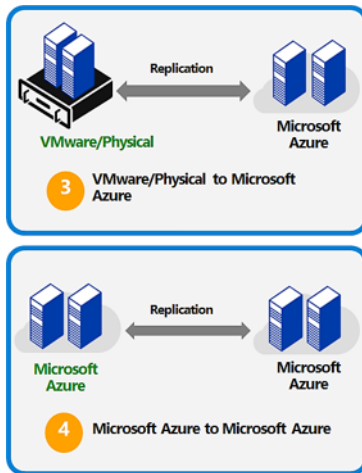 Replication
VMware/Physical
Microsoft
Azure
3
VMware/Physical to Microsoft
Azure
Replication
Microsoft
Azure
Microsoft
Azure
4
Microsoft Azure to Microsoft Azure